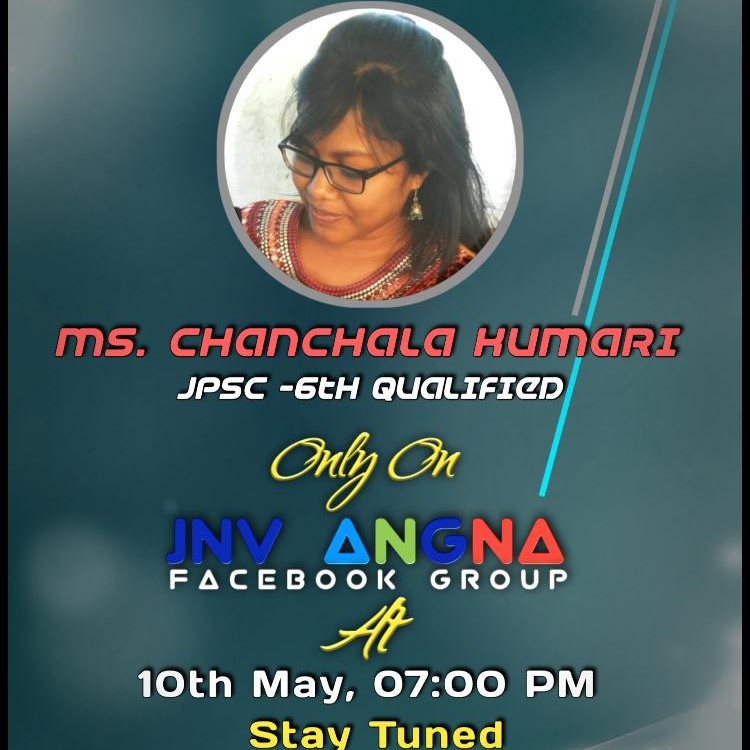 Ms. Chanchala Kumari
JPSC -6th Qualified
Only On
JNV ANGNA
FACEBOOK GROUP
At
10th May, 07:00 PM
Stay Tuned